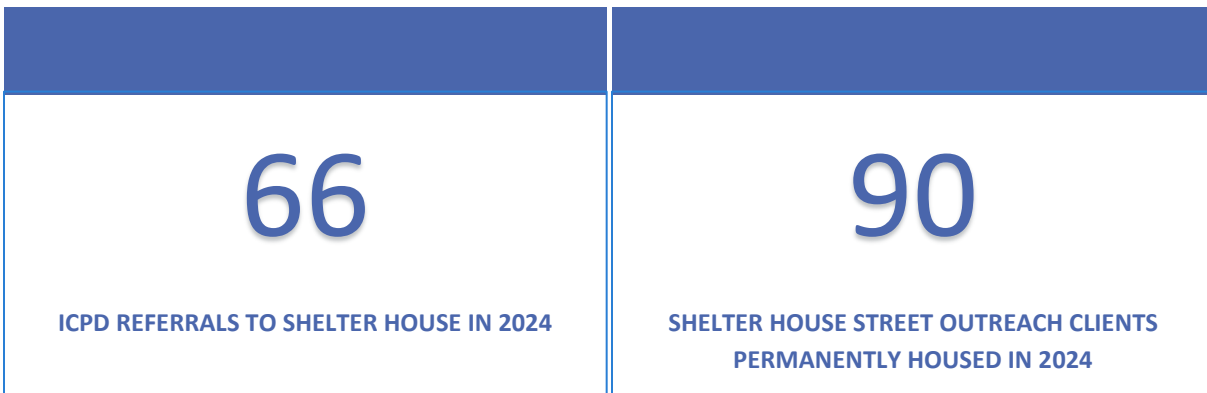 66
ICPD REFERRALS TO SHELTER HOUSE IN 2024
90
SHELTER HOUSE STREET OUTREACH CLIENTS
PERMANENTLY HOUSED IN 2024